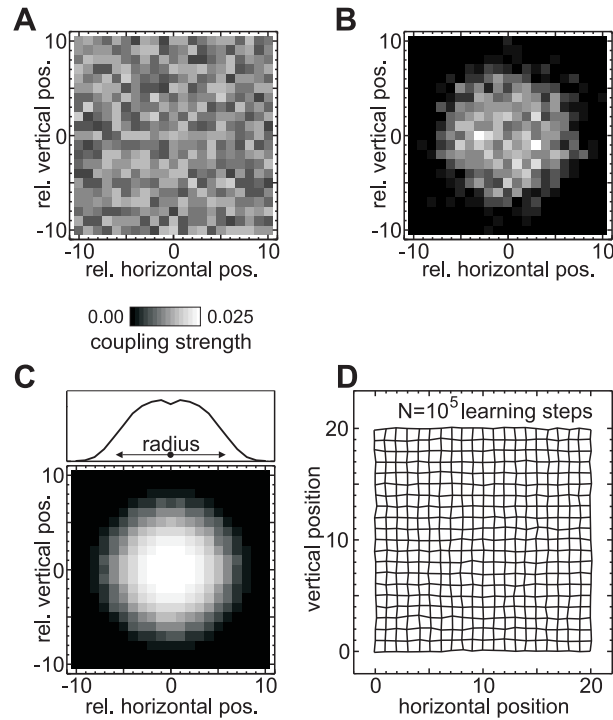 A
B
10
0
-10
rel. vertical pos.
-10 0 10
rel. horizontal pos.
10
0
-10
rel. vertical pos.
-10 0 10
rel. horizontal pos.
0.00 0.025
coupling strength
C
D
radius
10
0
-10
rel. vertical pos.
-10 0 10
rel. horizontal pos.
N=10⁵ learning steps
20
10
0
vertical position
0 10 20
horizontal position